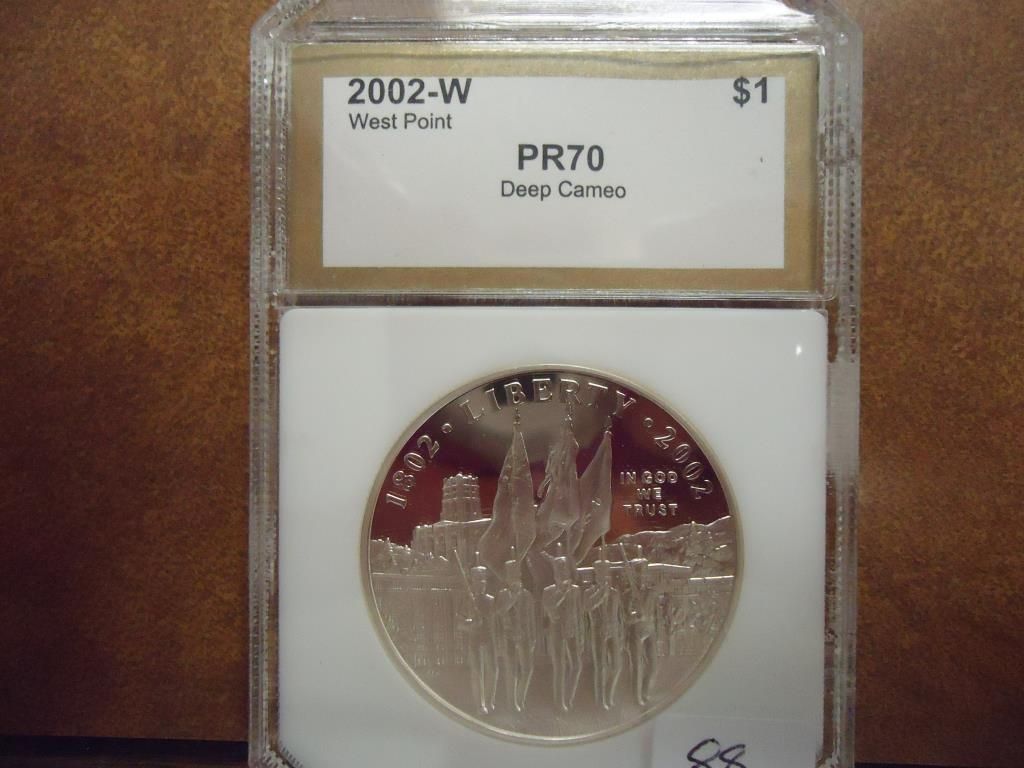 2002-W $1
West Point
PR70
Deep Cameo
1802 · LIBERTY · 2002
IN GOD
WE
TRUST
88